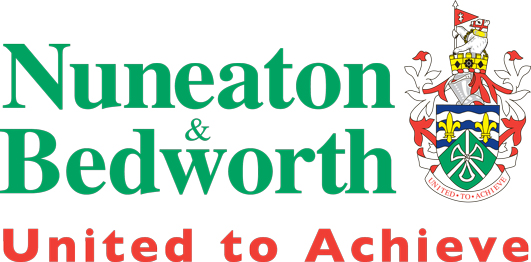 Nuneaton
&
Bedworth
UNITED · TO · ACHIEVE
United to Achieve